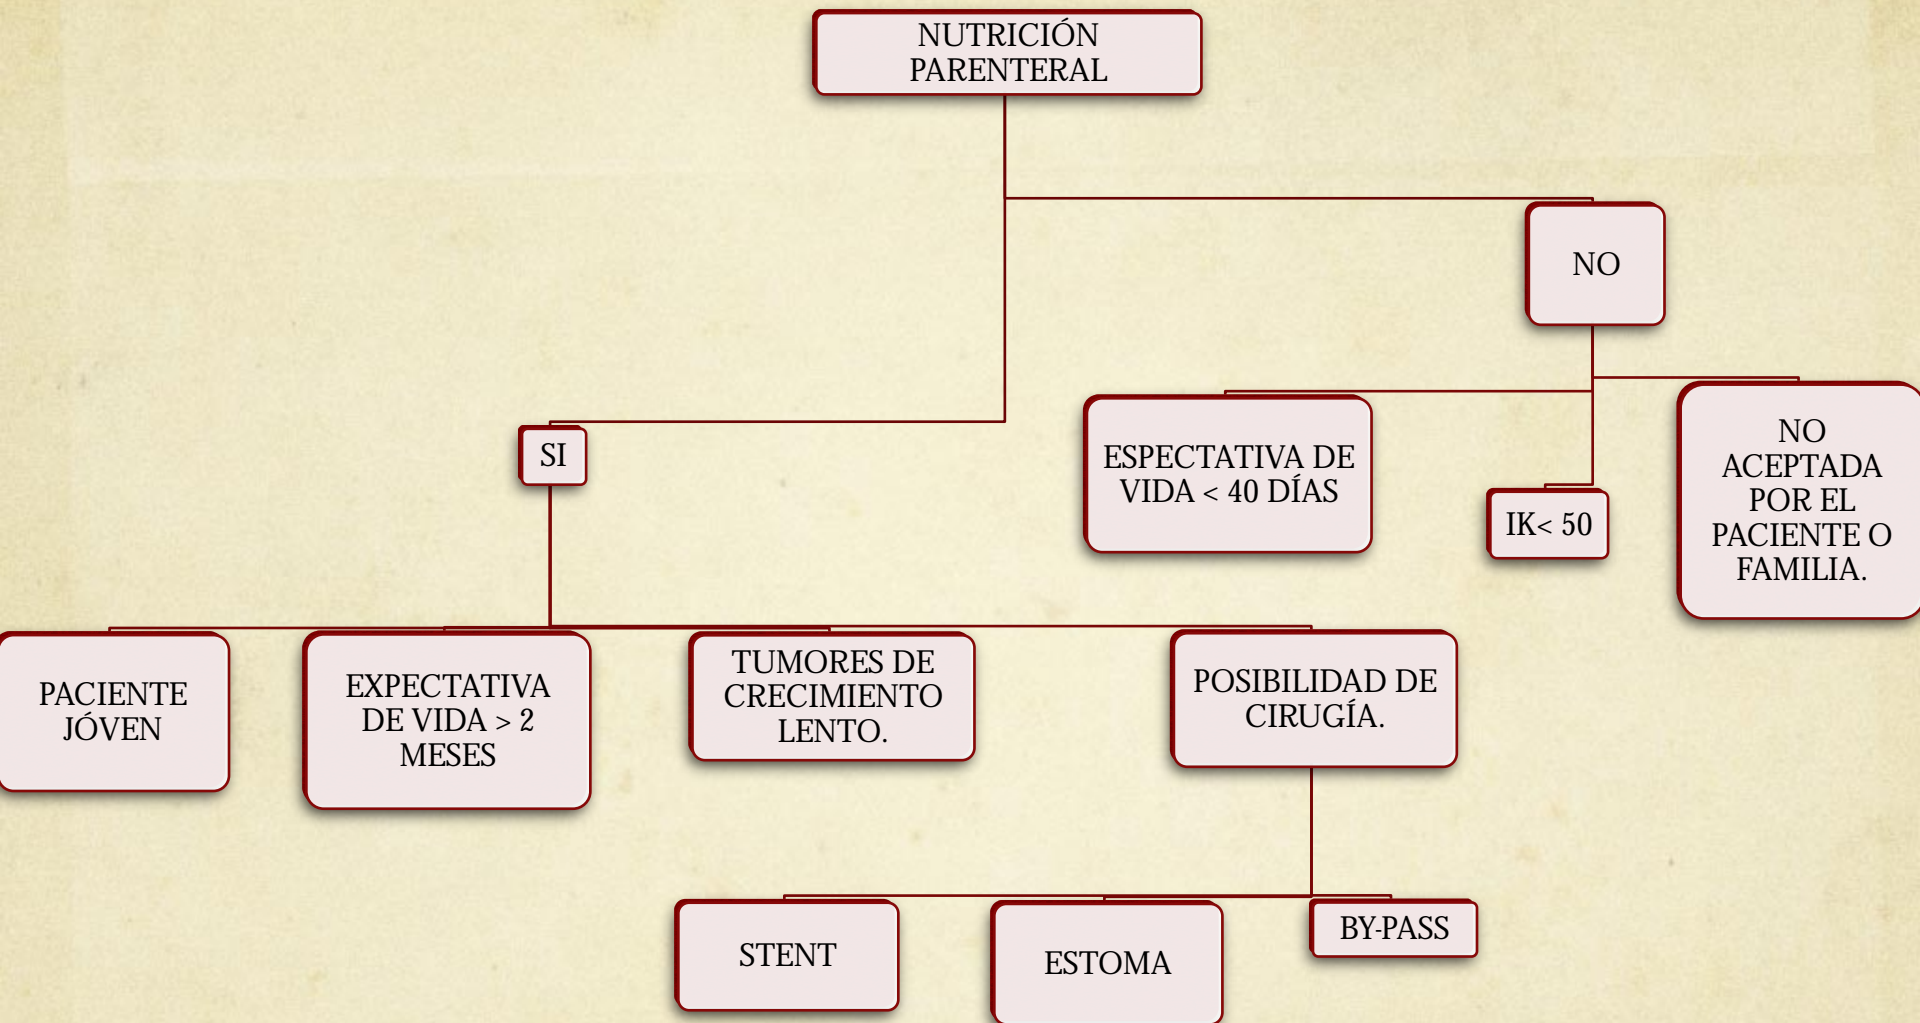 NUTRICIÓN
PARENTERAL
NO
ESPECTATIVA DE
VIDA < 40 DÍAS
IK< 50
NO
ACEPTADA
POR EL
PACIENTE O
FAMILIA.
SI
PACIENTE
JÓVEN
EXPECTATIVA
DE VIDA > 2
MESES
TUMORES DE
CRECIMIENTO
LENTO.
POSIBILIDAD DE
CIRUGÍA.
STENT
ESTOMA
BY-PASS